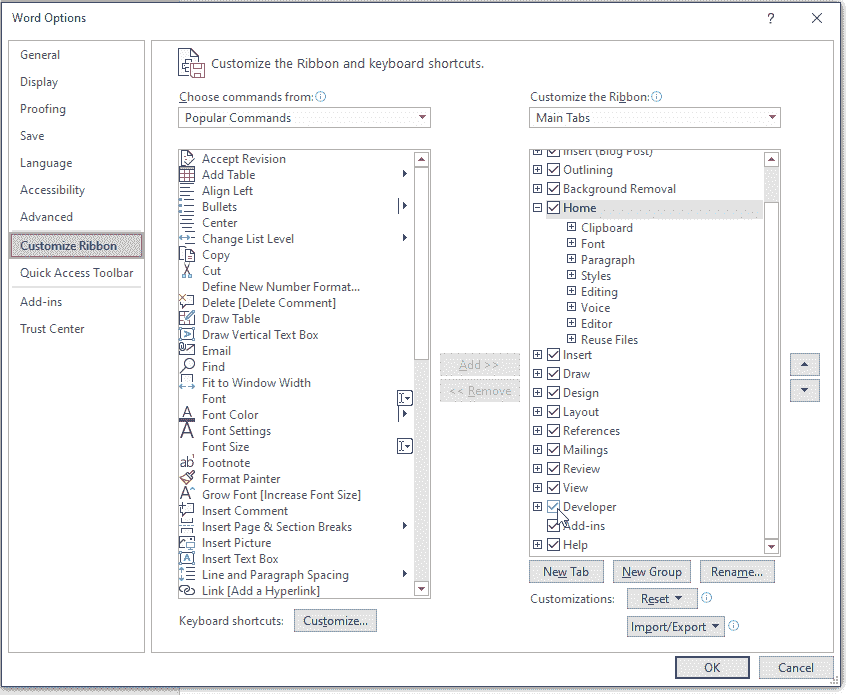 Word Options
?
General
Display
Proofing
Save
Language
Accessibility
Advanced
Customize Ribbon
Quick Access Toolbar
Add-ins
Trust Center
Customize the Ribbon and keyboard shortcuts.
Choose commands from:
Popular Commands
Accept Revision
Add Table
Align Left
Bullets
Center
Change List Level
Copy
Cut
Define New Number Format...
Delete [Delete Comment]
Draw Table
Draw Vertical Text Box
Email
Find
Fit to Window Width
Font
Font Color
Font Settings
Font Size
Footnote
Format Painter
Grow Font [Increase Font Size]
Insert Comment
Insert Page & Section Breaks
Insert Picture
Insert Text Box
Line and Paragraph Spacing
Link [Add a Hyperlink]
Keyboard shortcuts: Customize...
Add >>
<< Remove
Customize the Ribbon:
Main Tabs
Insert (Blog Post)
Outlining
Background Removal
Home
Clipboard
Font
Paragraph
Styles
Editing
Voice
Editor
Reuse Files
Insert
Draw
Design
Layout
References
Mailings
Review
View
Developer
Add-ins
Help
New Tab New Group Rename...
Customizations: Reset
Import/Export
OK Cancel